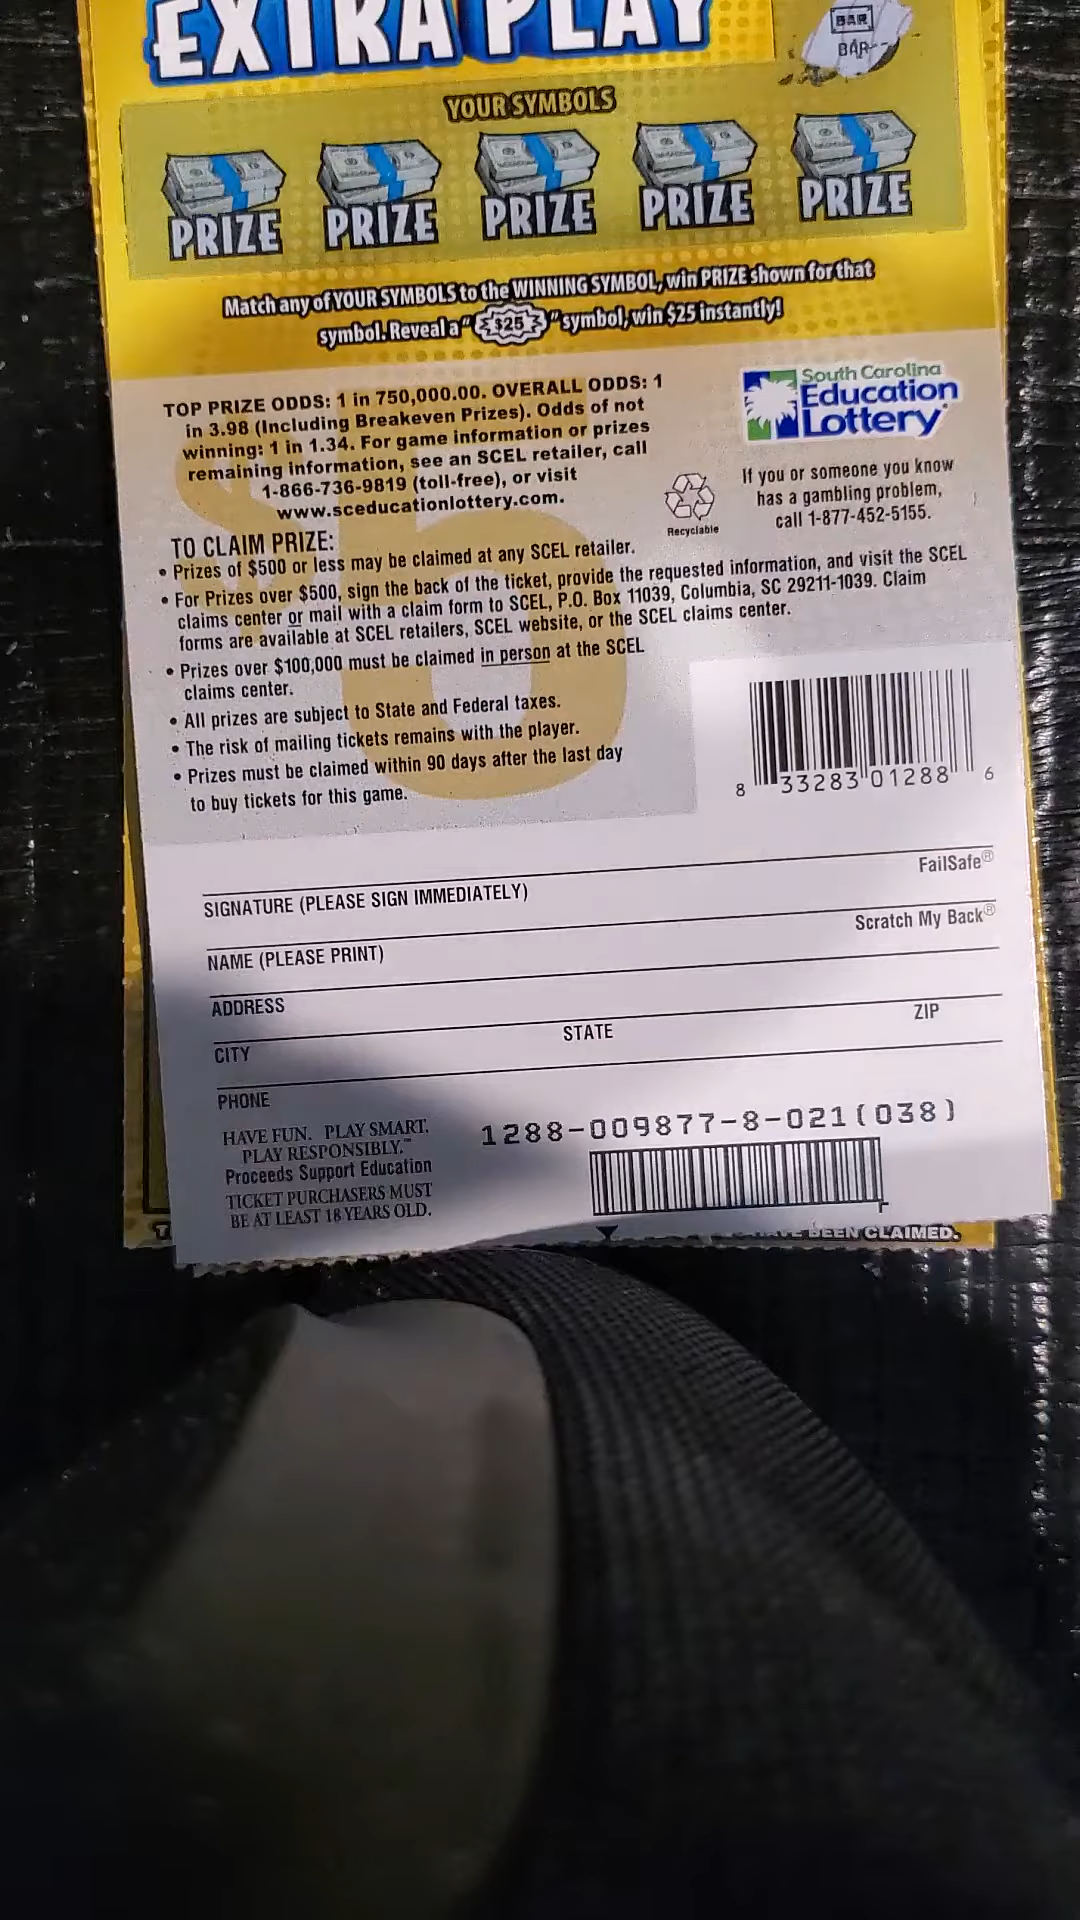 EXTRA PLAY
BAR
BAR
YOUR SYMBOLS
PRIZE PRIZE PRIZE PRIZE PRIZE
Match any of YOUR SYMBOLS to the WINNING SYMBOL, win PRIZE shown for that
symbol. Reveal a " $25 " symbol, win $25 instantly!
TOP PRIZE ODDS: 1 in 750,000.00. OVERALL ODDS: 1
in 3.98 (Including Breakeven Prizes). Odds of not
winning: 1 in 1.34. For game information or prizes
remaining information, see an SCEL retailer, call
1-866-736-9819 (toll-free), or visit
www.sceducationlottery.com.
South Carolina
Education
Lottery
Recyclable
If you or someone you know
has a gambling problem,
call 1-877-452-5155.
$5
TO CLAIM PRIZE:
• Prizes of $500 or less may be claimed at any SCEL retailer.
• For Prizes over $500, sign the back of the ticket, provide the requested information, and visit the SCEL
claims center or mail with a claim form to SCEL, P.O. Box 11039, Columbia, SC 29211-1039. Claim
forms are available at SCEL retailers, SCEL website, or the SCEL claims center.
• Prizes over $100,000 must be claimed in person at the SCEL
claims center.
• All prizes are subject to State and Federal taxes.
• The risk of mailing tickets remains with the player.
• Prizes must be claimed within 90 days after the last day
to buy tickets for this game.
8 33283 01288 6
FailSafe®
SIGNATURE (PLEASE SIGN IMMEDIATELY)
Scratch My Back®
NAME (PLEASE PRINT)
ADDRESS
CITY STATE ZIP
PHONE
HAVE FUN. PLAY SMART.
PLAY RESPONSIBLY.™
Proceeds Support Education
TICKET PURCHASERS MUST
BE AT LEAST 18 YEARS OLD.
1288-009877-8-021(038)
BEEN CLAIMED.